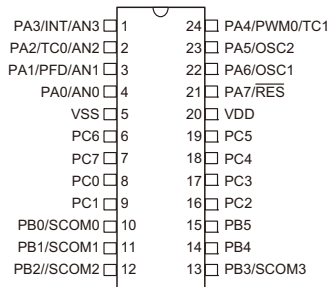 PA3/INT/AN3 1 24 PA4/PWM0/TC1
PA2/TC0/AN2 2 23 PA5/OSC2
PA1/PFD/AN1 3 22 PA6/OSC1
PA0/AN0 4 21 PA7/RES
VSS 5 20 VDD
PC6 6 19 PC5
PC7 7 18 PC4
PC0 8 17 PC3
PC1 9 16 PC2
PB0/SCOM0 10 15 PB5
PB1/SCOM1 11 14 PB4
PB2//SCOM2 12 13 PB3/SCOM3